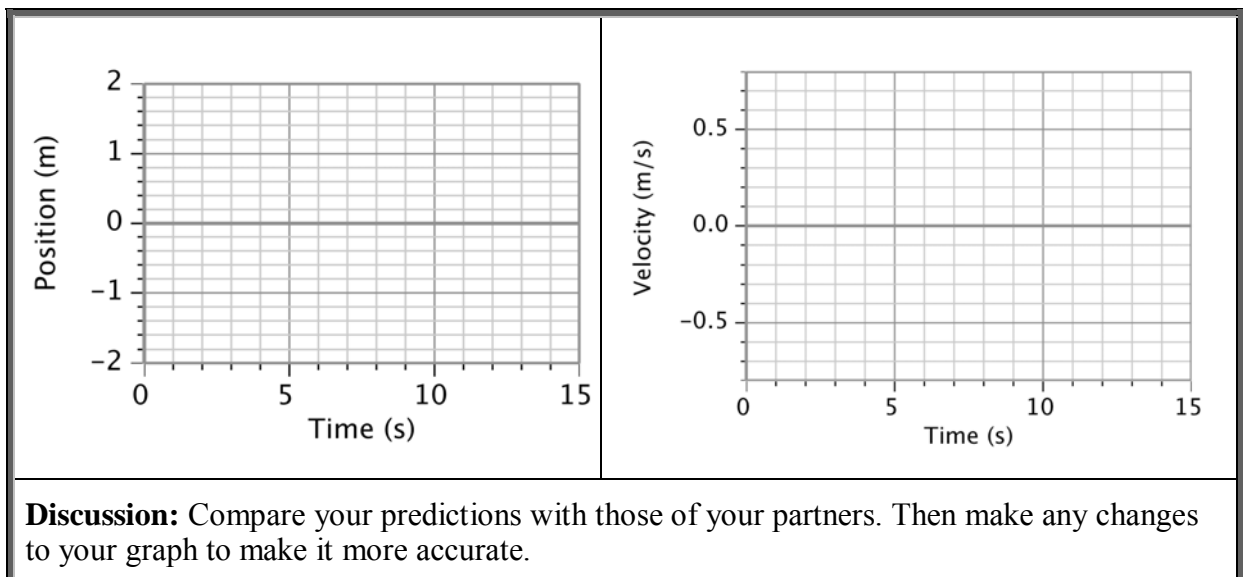 2
1
0
−1
−2
Position (m)
0
5
10
15
Time (s)
0.5
0.0
−0.5
Velocity (m/s)
0
5
10
15
Time (s)
Discussion: Compare your predictions with those of your partners. Then make any changes
to your graph to make it more accurate.